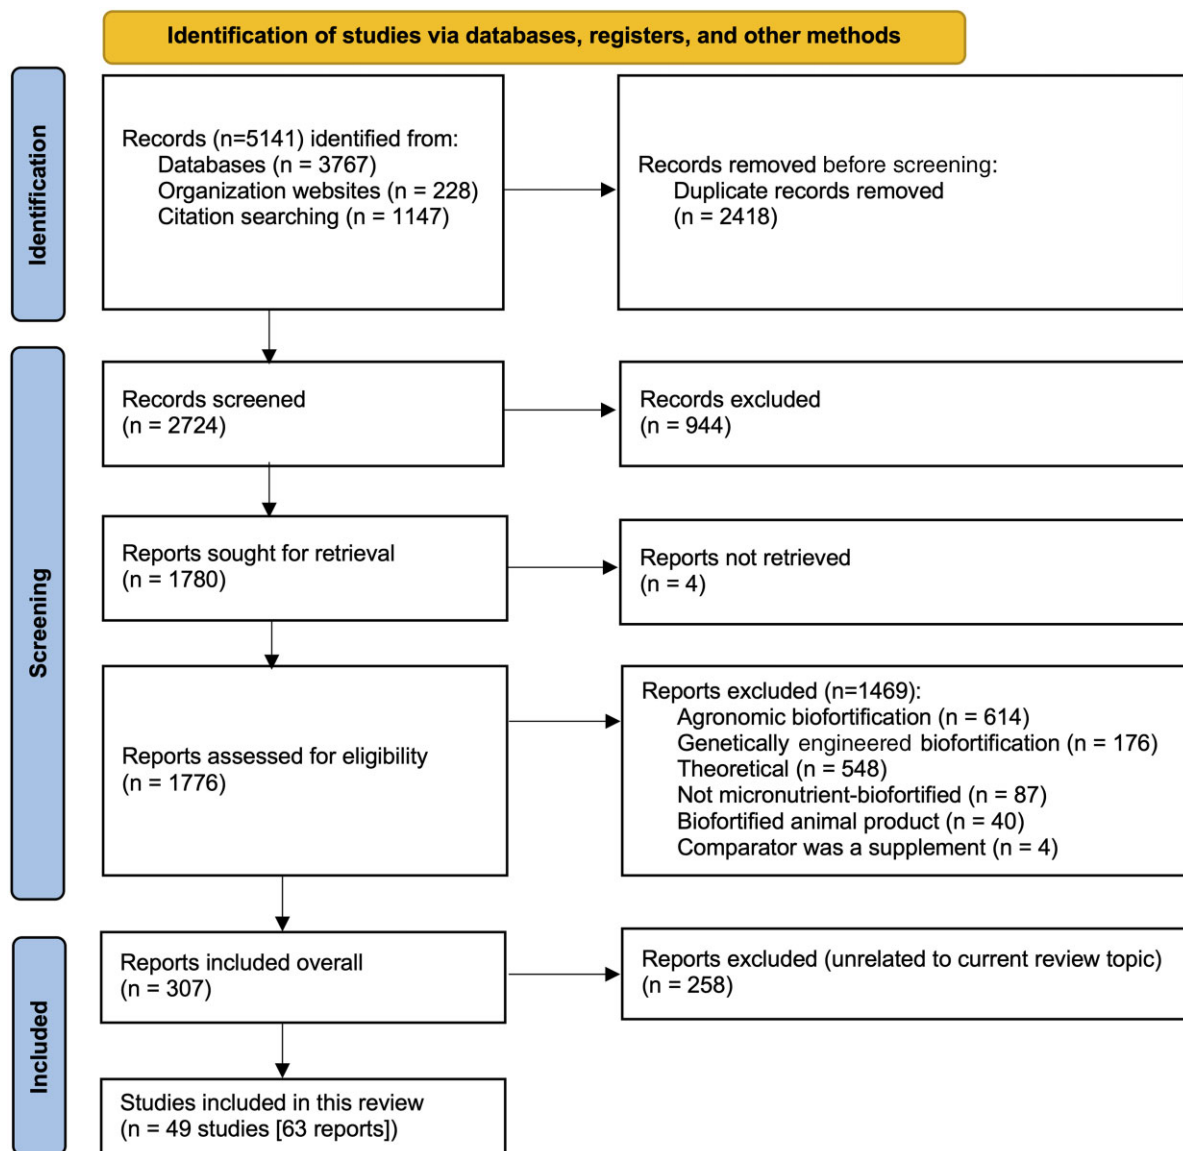 Identification of studies via databases, registers, and other methods
Identification
Records (n=5141) identified from:
Databases (n = 3767)
Organization websites (n = 228)
Citation searching (n = 1147)
Records removed before screening:
Duplicate records removed
(n = 2418)
Screening
Records screened
(n = 2724)
Records excluded
(n = 944)
Reports sought for retrieval
(n = 1780)
Reports not retrieved
(n = 4)
Reports assessed for eligibility
(n = 1776)
Reports excluded (n=1469):
Agronomic biofortification (n = 614)
Genetically engineered biofortification (n = 176)
Theoretical (n = 548)
Not micronutrient-biofortified (n = 87)
Biofortified animal product (n = 40)
Comparator was a supplement (n = 4)
Included
Reports included overall
(n = 307)
Reports excluded (unrelated to current review topic)
(n = 258)
Studies included in this review
(n = 49 studies [63 reports])